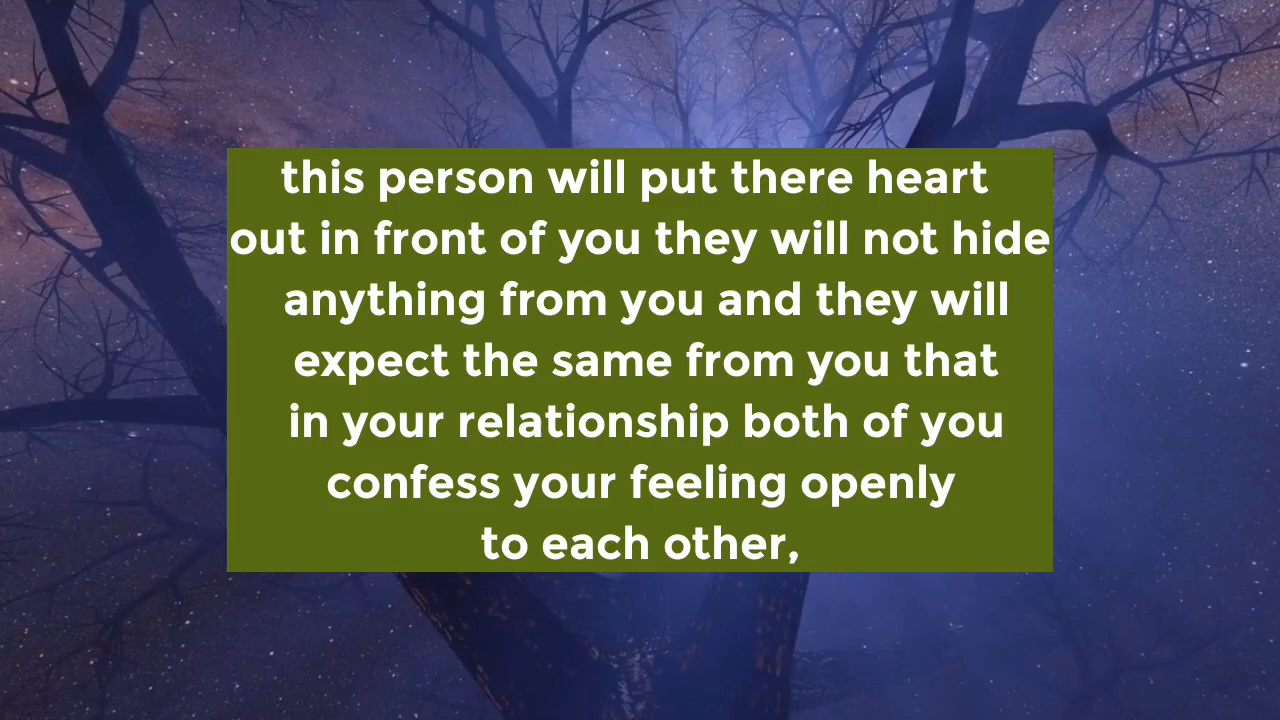 this person will put there heart
out in front of you they will not hide
anything from you and they will
expect the same from you that
in your relationship both of you
confess your feeling openly
to each other,